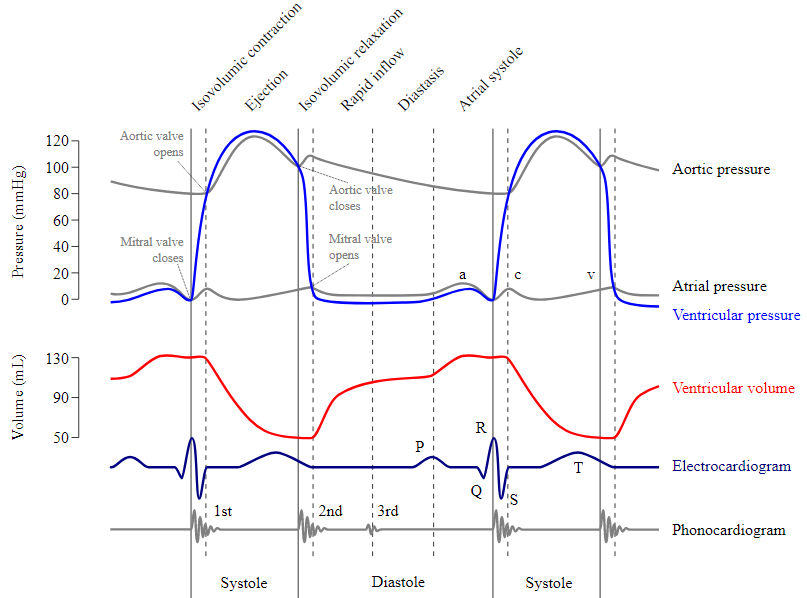 Isovolumic contraction
Ejection
Isovolumic relaxation
Rapid inflow
Diastasis
Atrial systole
120
100
80
60
40
20
0
Pressure (mmHg)
Aortic valve
opens
Aortic valve
closes
Mitral valve
closes
Mitral valve
opens
a
c
v
Aortic pressure
Atrial pressure
Ventricular pressure
130
90
50
Volume (mL)
Ventricular volume
R
P
Q
S
T
Electrocardiogram
1st
2nd
3rd
Phonocardiogram
Systole
Diastole
Systole